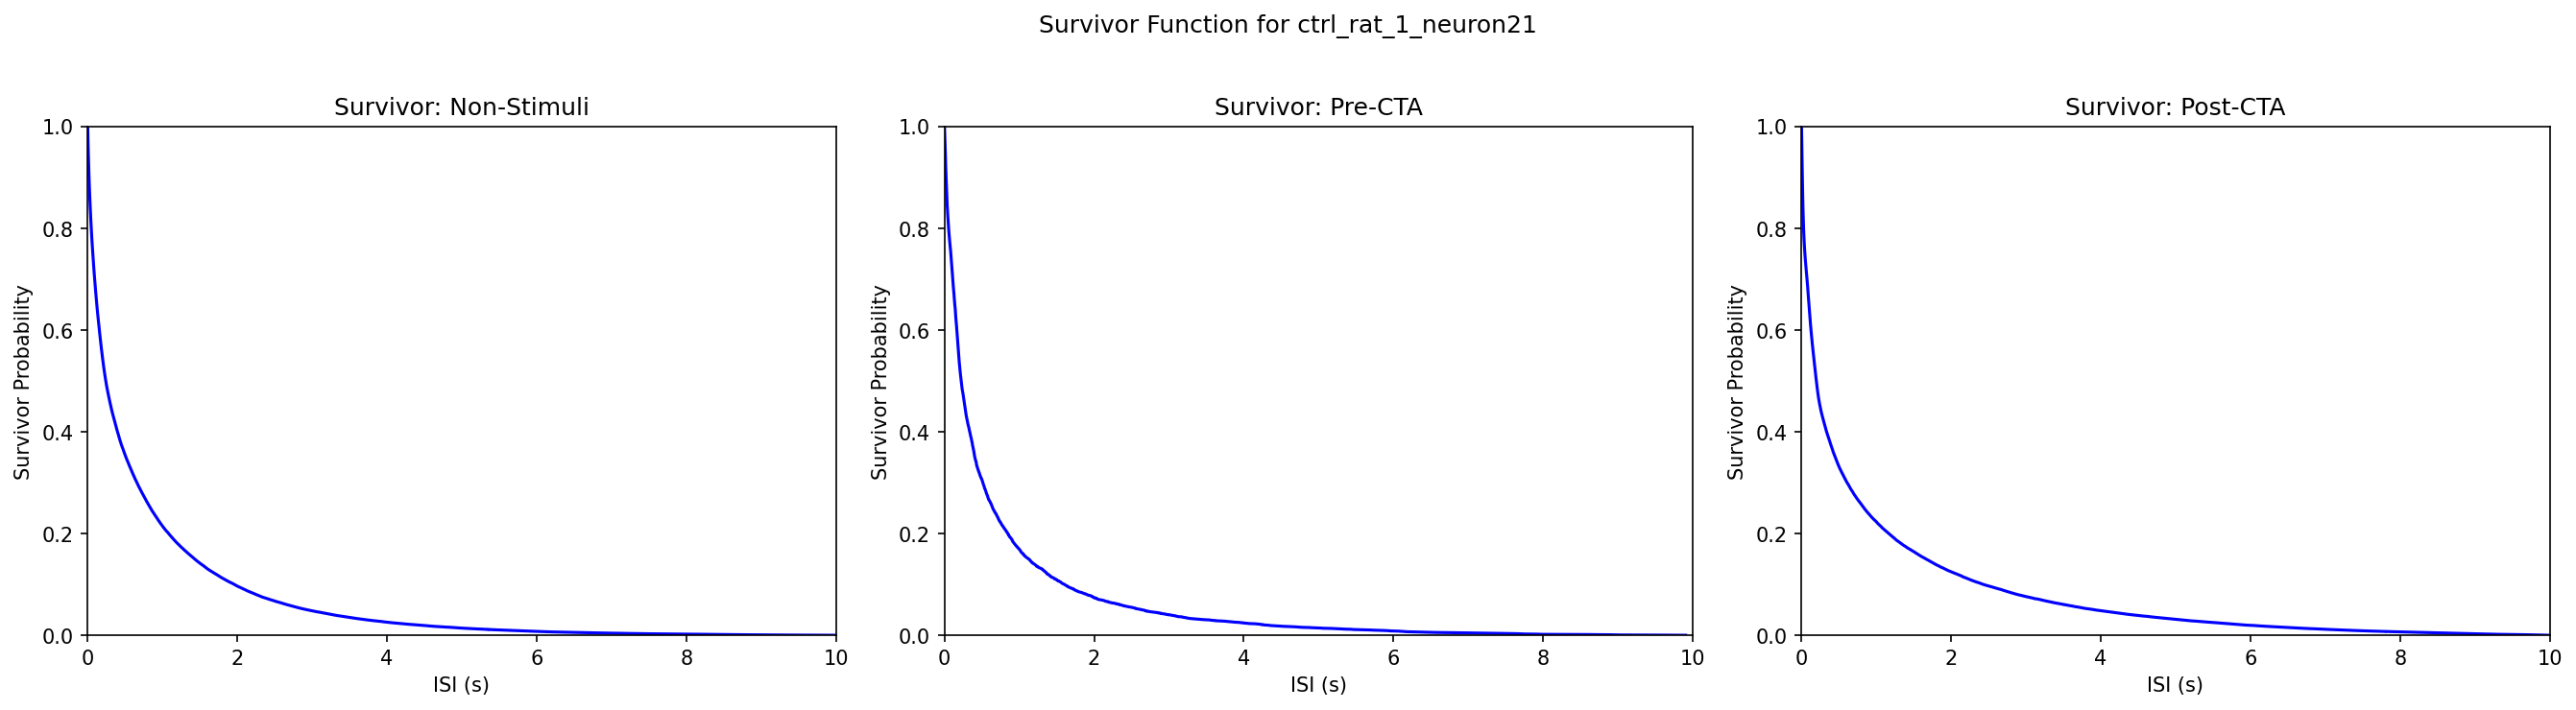 Survivor Function for ctrl_rat_1_neuron21
Survivor: Non-Stimuli
Survivor Probability
1.0
0.8
0.6
0.4
0.2
0.0
0 2 4 6 8 10
ISI (s)
Survivor: Pre-CTA
Survivor Probability
1.0
0.8
0.6
0.4
0.2
0.0
0 2 4 6 8 10
ISI (s)
Survivor: Post-CTA
Survivor Probability
1.0
0.8
0.6
0.4
0.2
0.0
0 2 4 6 8 10
ISI (s)